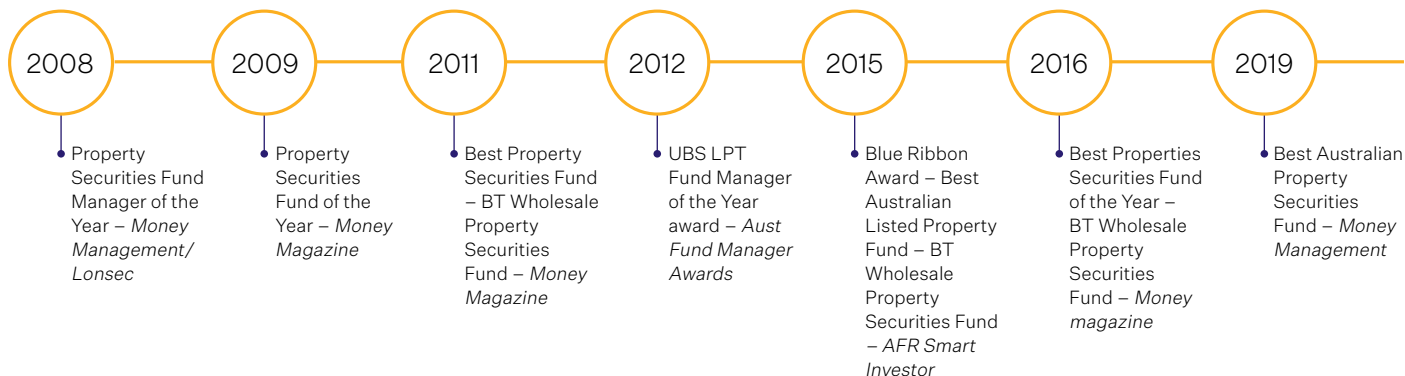 2008
Property
Securities Fund
Manager of the
Year – Money
Management/
Lonsec
2009
Property
Securities
Fund of the
Year – Money
Magazine
2011
Best Property
Securities Fund
– BT Wholesale
Property
Securities
Fund – Money
Magazine
2012
UBS LPT
Fund Manager
of the Year
award – Aust
Fund Manager
Awards
2015
Blue Ribbon
Award – Best
Australian
Listed Property
Fund – BT
Wholesale
Property
Securities Fund
– AFR Smart
Investor
2016
Best Properties
Securities Fund
of the Year –
BT Wholesale
Property
Securities
Fund – Money
magazine
2019
Best Australian
Property
Securities
Fund – Money
Management